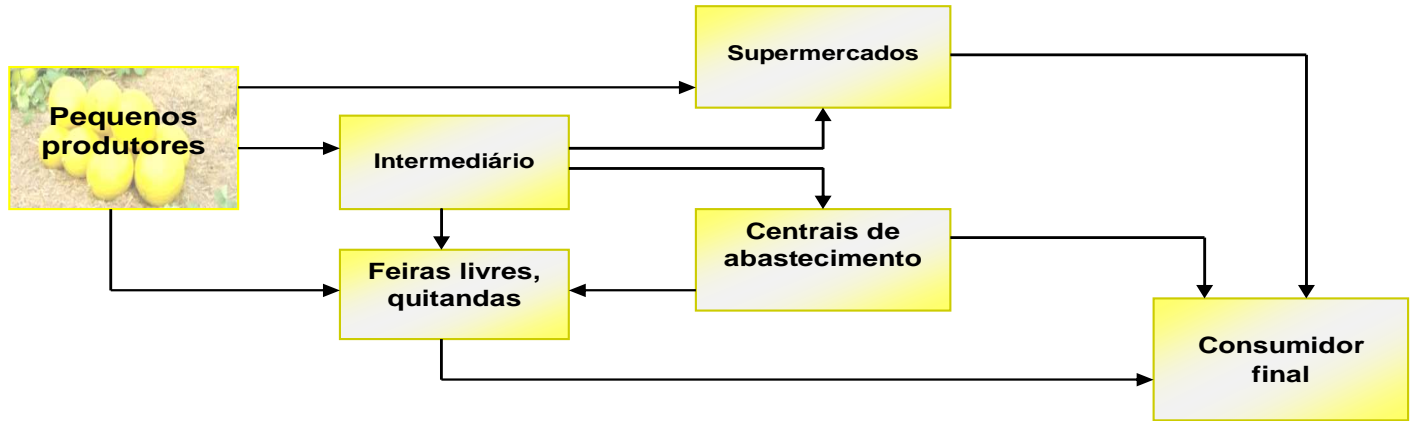 Supermercados
Pequenos
produtores
Intermediário
Centrais de
abastecimento
Feiras livres,
quitandas
Consumidor
final